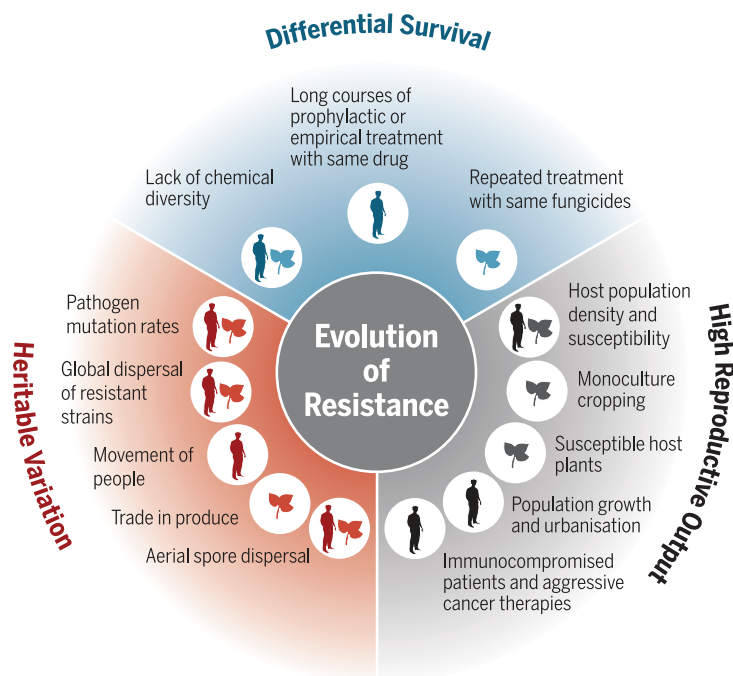 Differential Survival
Long courses of
prophylactic or
empirical treatment
with same drug
Lack of chemical
diversity
Repeated treatment
with same fungicides
Evolution
of
Resistance
Heritable Variation
Pathogen
mutation rates
Global dispersal
of resistant
strains
Movement of
people
Trade in produce
Aerial spore dispersal
High Reproductive Output
Host population
density and
susceptibility
Monoculture
cropping
Susceptible host
plants
Population growth
and urbanisation
Immunocompromised
patients and aggressive
cancer therapies